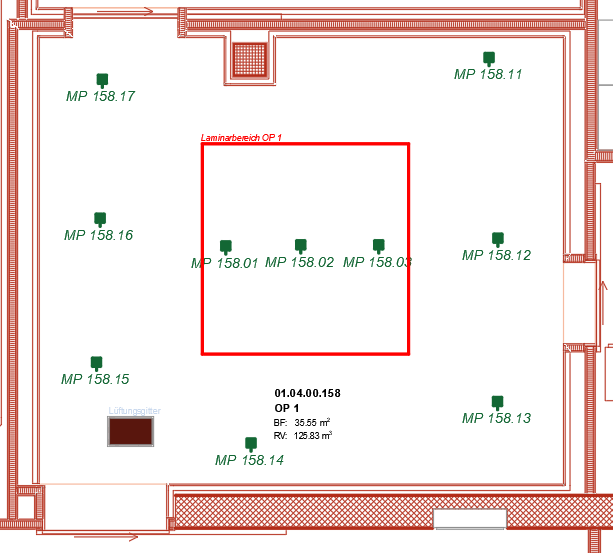 MP 158.11
MP 158.17
Laminarbereich OP 1
MP 158.16
MP 158.01
MP 158.02
MP 158.03
MP 158.12
MP 158.15
01.04.00.158
OP 1
BF: 35.55 m²
RV: 125.83 m³
Lüftungsgitter
MP 158.13
MP 158.14